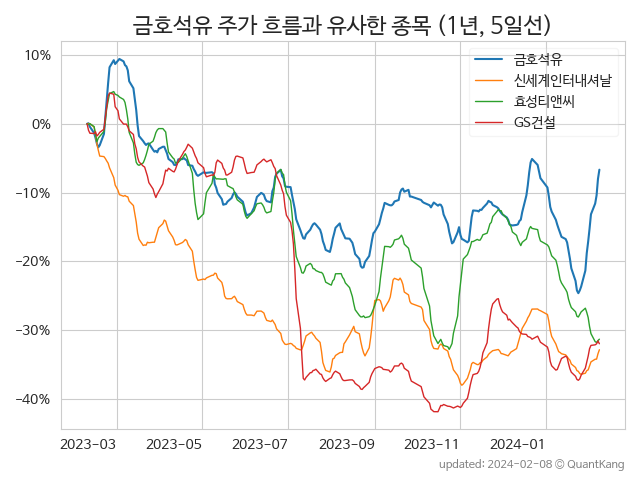 금호석유 주가 흐름과 유사한 종목 (1년, 5일선)
금호석유
신세계인터내셔날
효성티앤씨
GS건설
10%
0%
−10%
−20%
−30%
−40%
2023-03 2023-05 2023-07 2023-09 2023-11 2024-01
updated: 2024-02-08 © QuantKang